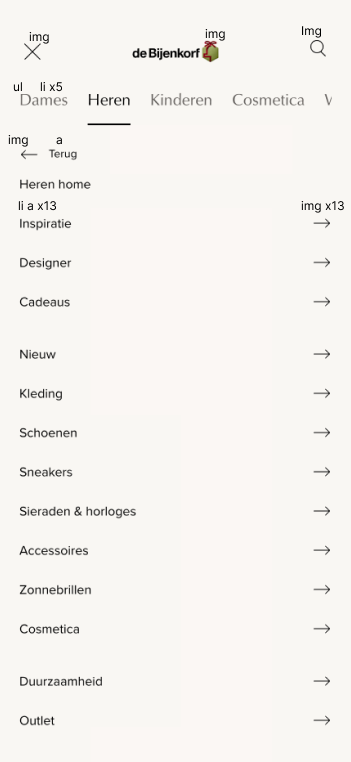 img
img
Img
de Bijenkorf
ul li x5
Dames Heren Kinderen Cosmetica
img a
Terug
Heren home
li a x13 img x13
Inspiratie
Designer
Cadeaus
Nieuw
Kleding
Schoenen
Sneakers
Sieraden & horloges
Accessoires
Zonnebrillen
Cosmetica
Duurzaamheid
Outlet